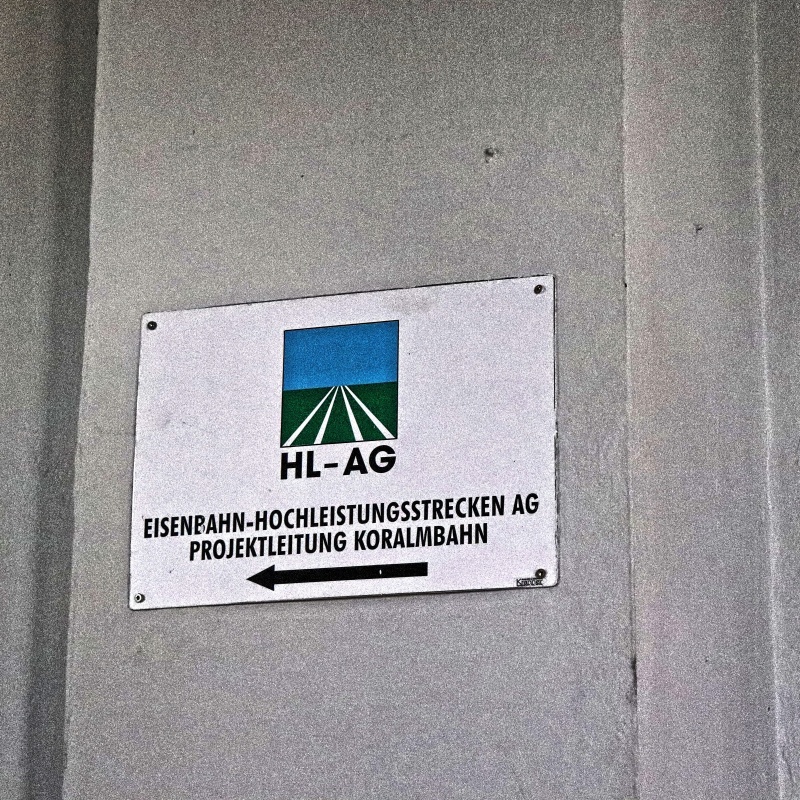 HL-AG
EISENBAHN-HOCHLEISTUNGSSTRECKEN AG
PROJEKTLEITUNG KORALMBAHN